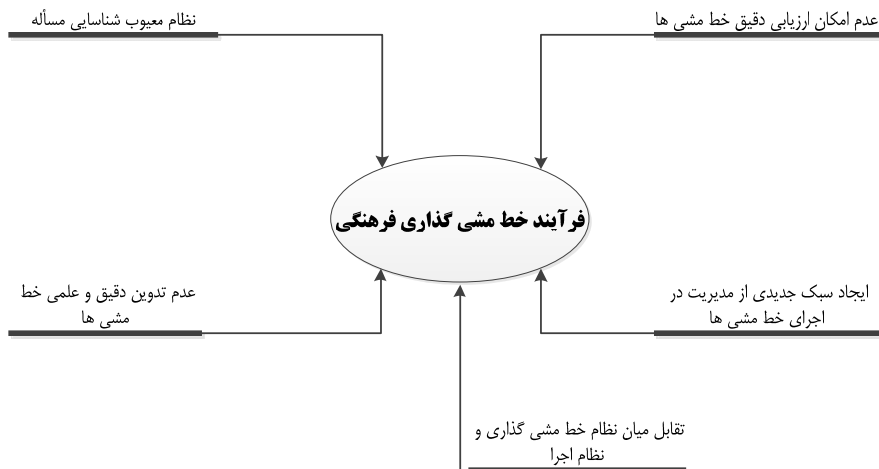 عدم امکان ارزیابی دقیق خط مشی ها
نظام معیوب شناسایی مسأله
فرآیند خط مشی گذاری فرهنگی
ایجاد سبک جدیدی از مدیریت در
اجرای خط مشی ها
عدم تدوین دقیق و علمی خط
مشی ها
تقابل میان نظام خط مشی گذاری و
نظام اجرا